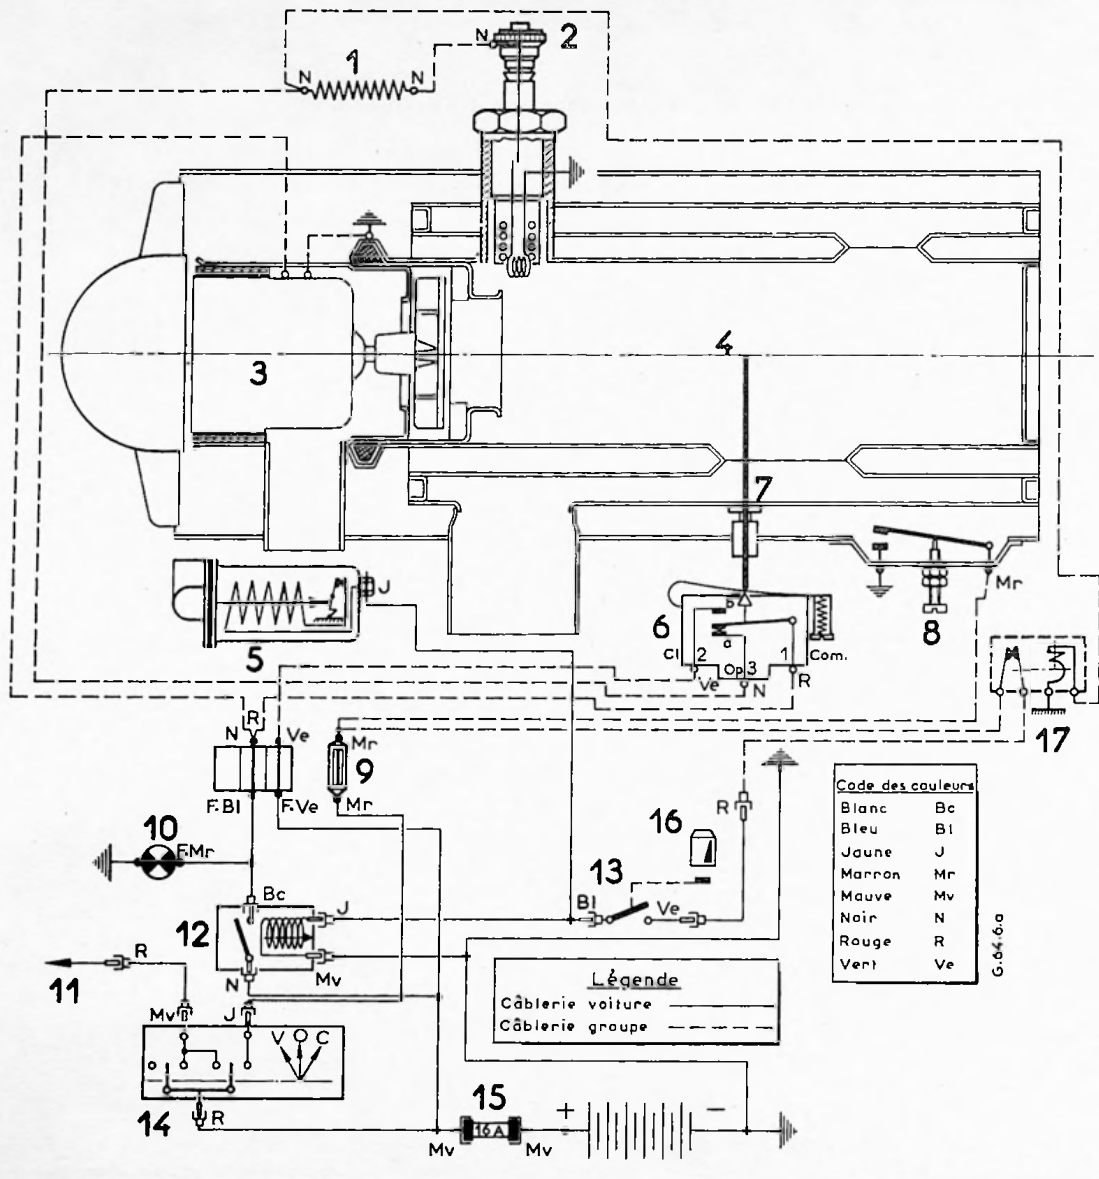 N
2
1
N
N
3
4
7
J
5
6
b
a
Cl
2
Op.
3
1
Com.
Ve
N
R
8
Mr
17
R
N
Ve
Mr
9
F.Bl
F.Ve
Mr
10
F.Mr
Bc
12
J
N
Mv
R
11
Mv
J
V O C
14
R
16
R
13
Bl
Ve
Légende
Câblerie voiture
Câblerie groupe
15
16A
Mv
Mv
+
−
Code des couleurs
Blanc Bc
Bleu Bl
Jaune J
Marron Mr
Mauve Mv
Noir N
Rouge R
Vert Ve
G.64.6.a